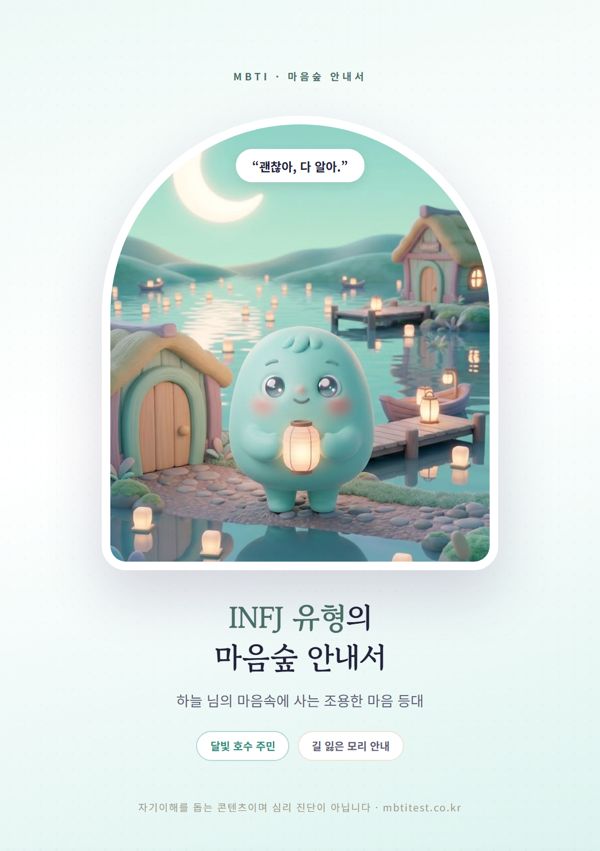 MBTI · 마음숲 안내서
“괜찮아, 다 알아.”
INFJ 유형의
마음숲 안내서
하늘 님의 마음속에 사는 조용한 마음 등대
달빛 호수 주민
길 잃은 모리 안내
자기이해를 돕는 콘텐츠이며 심리 진단이 아닙니다 · mbtitest.co.kr